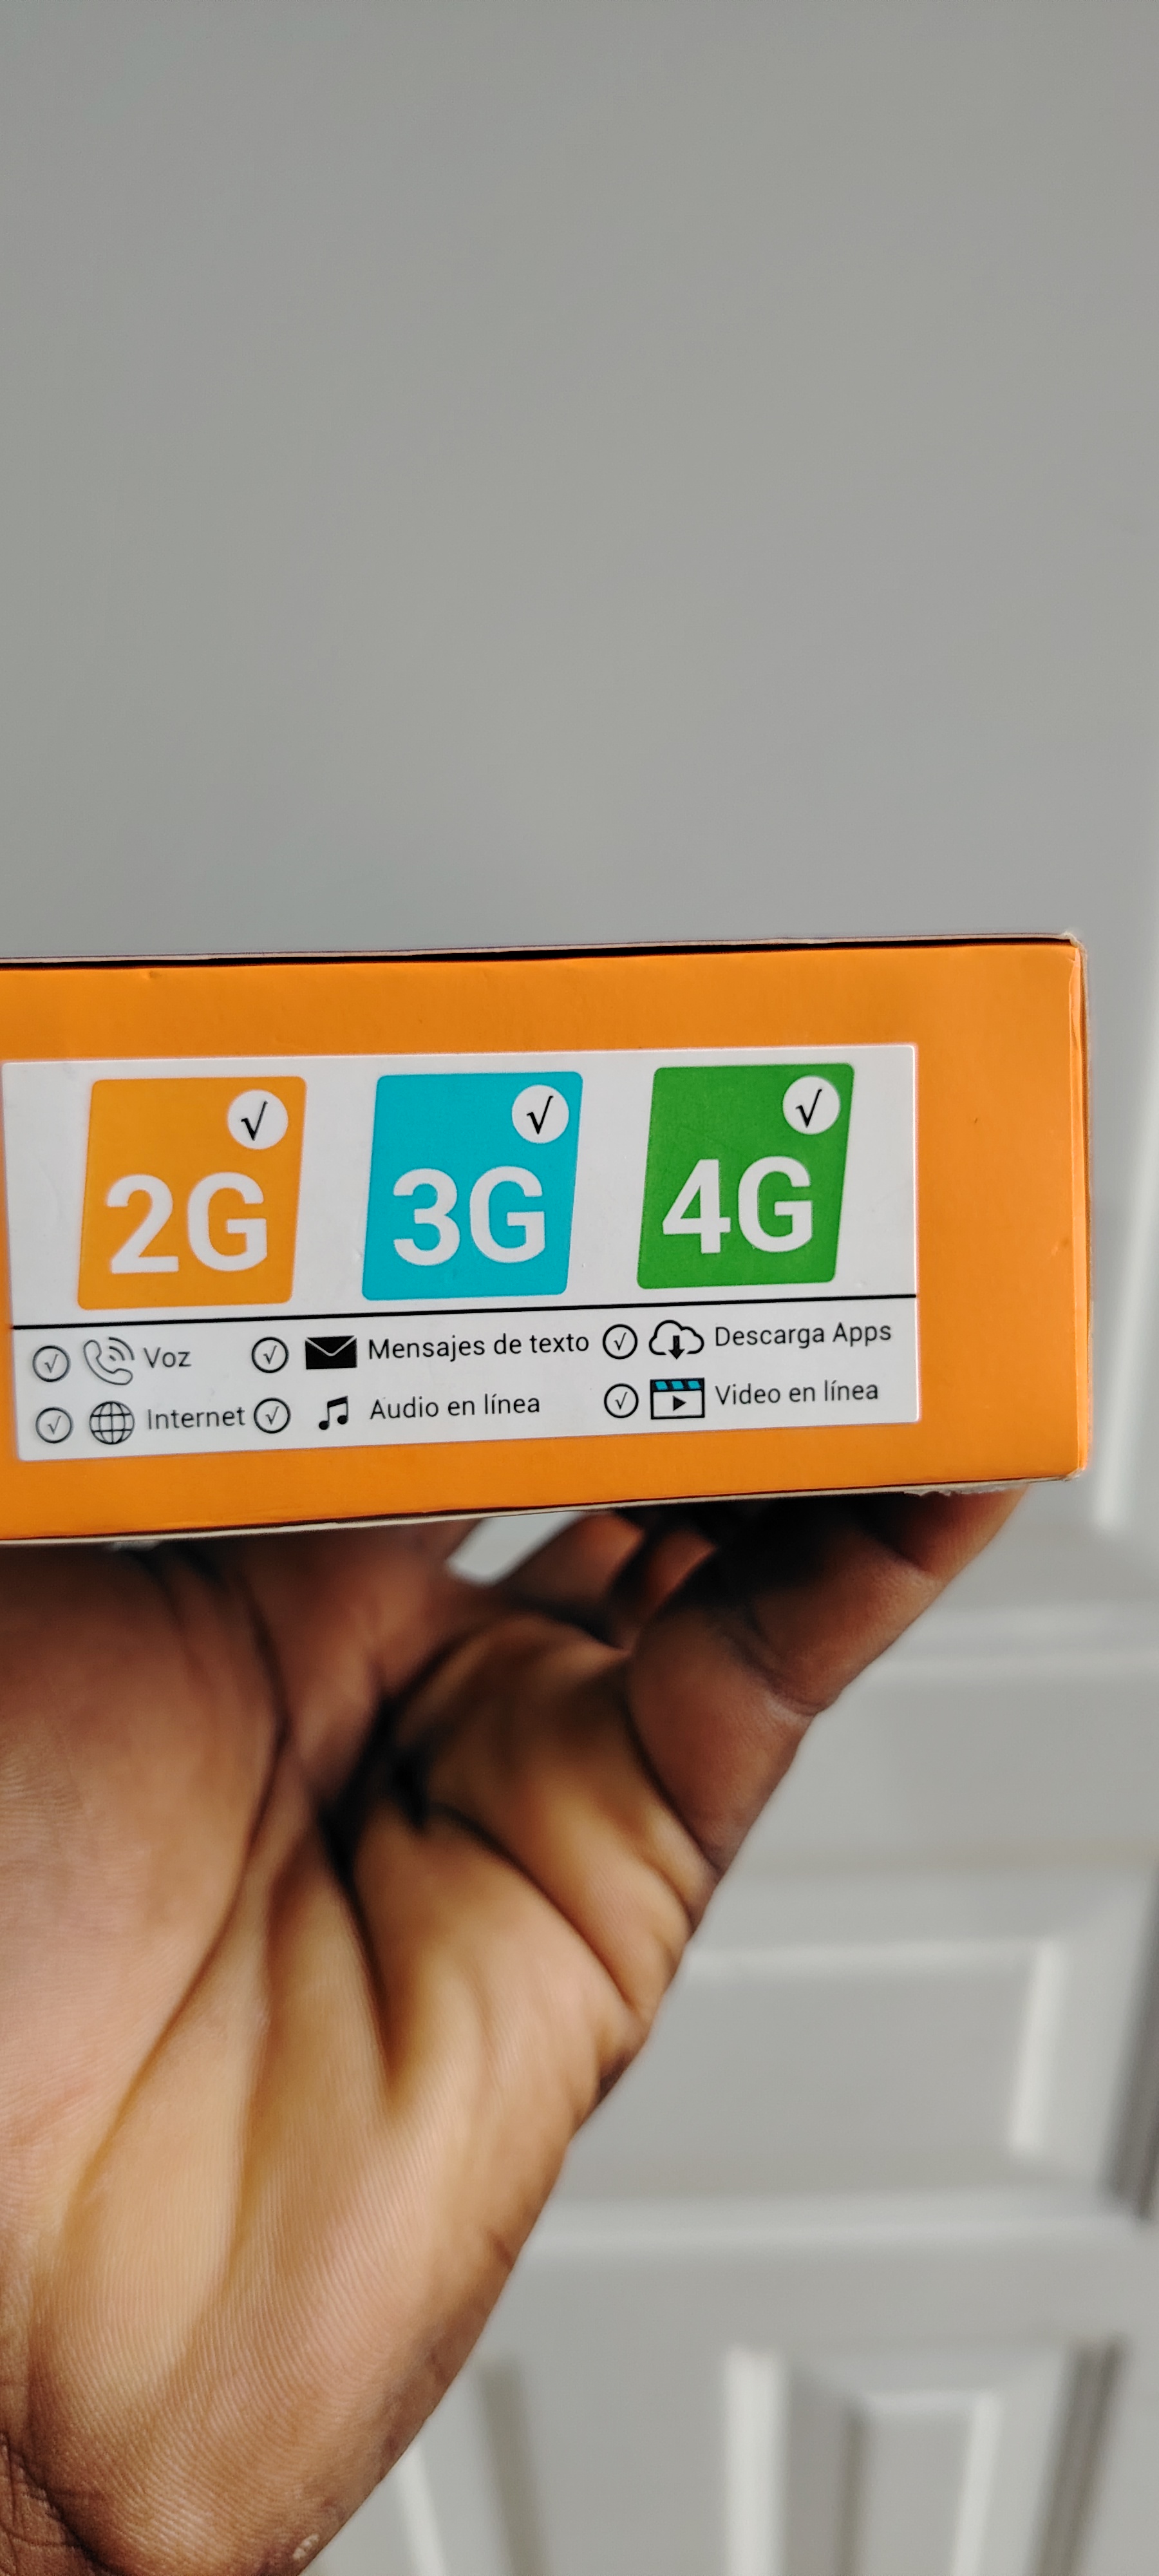 2G 3G 4G
Voz Mensajes de texto Descarga Apps
Internet Audio en línea Video en línea